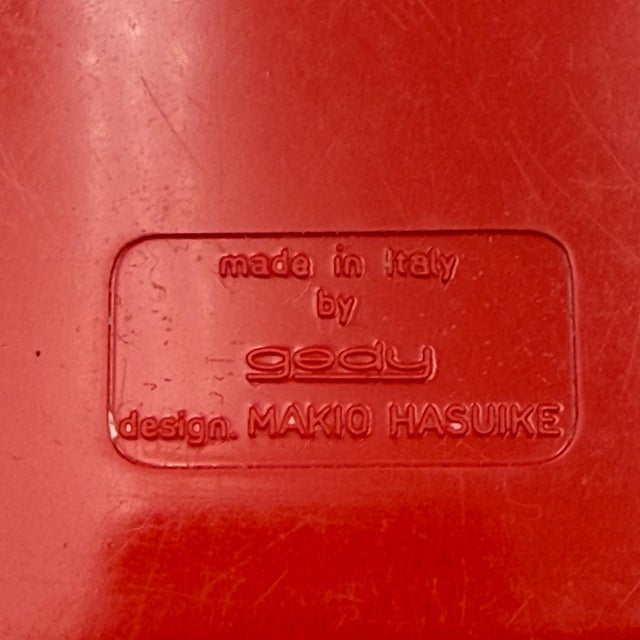 made in Italy
by
gedy
design. MAKIO HASUIKE